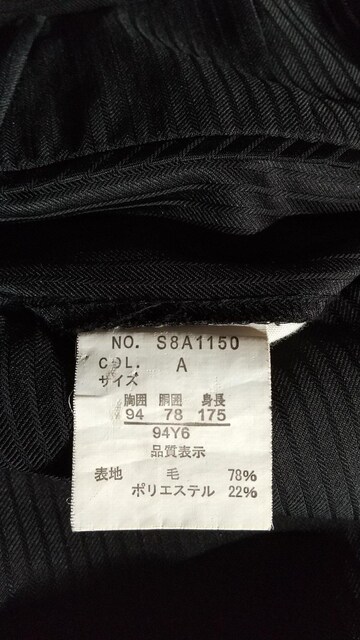 NO. S8A1150
COL. A
サイズ
胸囲 胴囲 身長
94 78 175
94Y6
品質表示
表地 毛 78%
ポリエステル 22%